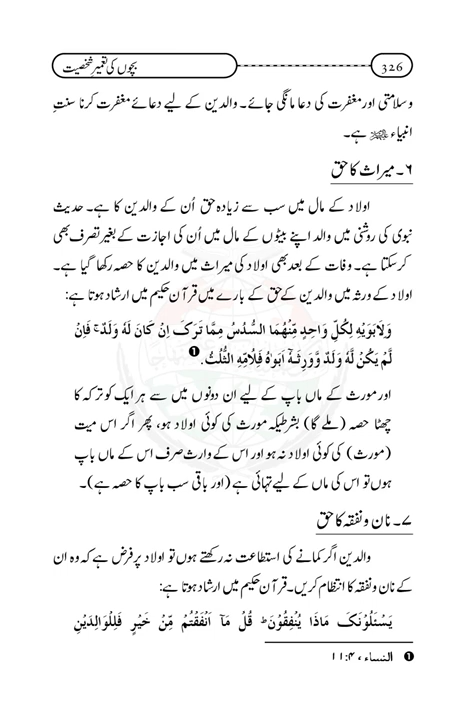 326
بچوں کی تعمیرِ شخصیت
و سلامتی اور مغفرت کی دعا مانگی جائے۔ والدین کے لیے دعائے مغفرت کرنا سنتِ
انبیاء علیہم السلام ہے۔
۶۔ میراث کا حق
اولاد کے مال میں سب سے زیادہ حق اُن کے والدین کا ہے۔ حدیث
نبوی کی روشنی میں والد اپنے بیٹوں کے مال میں اُن کی اجازت کے بغیر تصرف بھی
کر سکتا ہے۔ وفات کے بعد بھی اولاد کی میراث میں والدین کا حصہ رکھا گیا ہے۔
اولاد کے ورثہ میں والدین کے حق کے بارے میں قرآن حکیم میں ارشاد ہوتا ہے:
وَلِاَبَوَيْهِ لِكُلِّ وَاحِدٍ مِّنْهُمَا السُّدُسُ مِمَّا تَرَكَ اِنْ كَانَ لَهٗ وَلَدٌ ۚ فَاِنْ
لَّمْ يَكُنْ لَّهٗ وَلَدٌ وَّوَرِثَهٗٓ اَبَوٰهُ فَلِاُمِّهِ الثُّلُثُ. ❶
اور مورث کے ماں باپ کے لیے ان دونوں میں سے ہر ایک کو ترکہ کا
چھٹا حصہ (ملے گا) بشرطیکہ مورث کی کوئی اولاد ہو، پھر اگر اس میت
(مورث) کی کوئی اولاد نہ ہو اور اس کے وارث صرف اس کے ماں باپ
ہوں تو اس کی ماں کے لیے تہائی ہے (اور باقی سب باپ کا حصہ ہے)۔
۷۔ نان و نفقہ کا حق
والدین اگر کمانے کی استطاعت نہ رکھتے ہوں تو اولاد پر فرض ہے کہ وہ ان
کے نان و نفقہ کا انتظام کریں۔ قرآن حکیم میں ارشاد ہوتا ہے:
يَسْئَلُوْنَكَ مَاذَا يُنْفِقُوْنَ ؕ قُلْ مَآ اَنْفَقْتُمْ مِّنْ خَيْرٍ فَلِلْوَالِدَيْنِ
❶ النساء، ۴: ۱۱